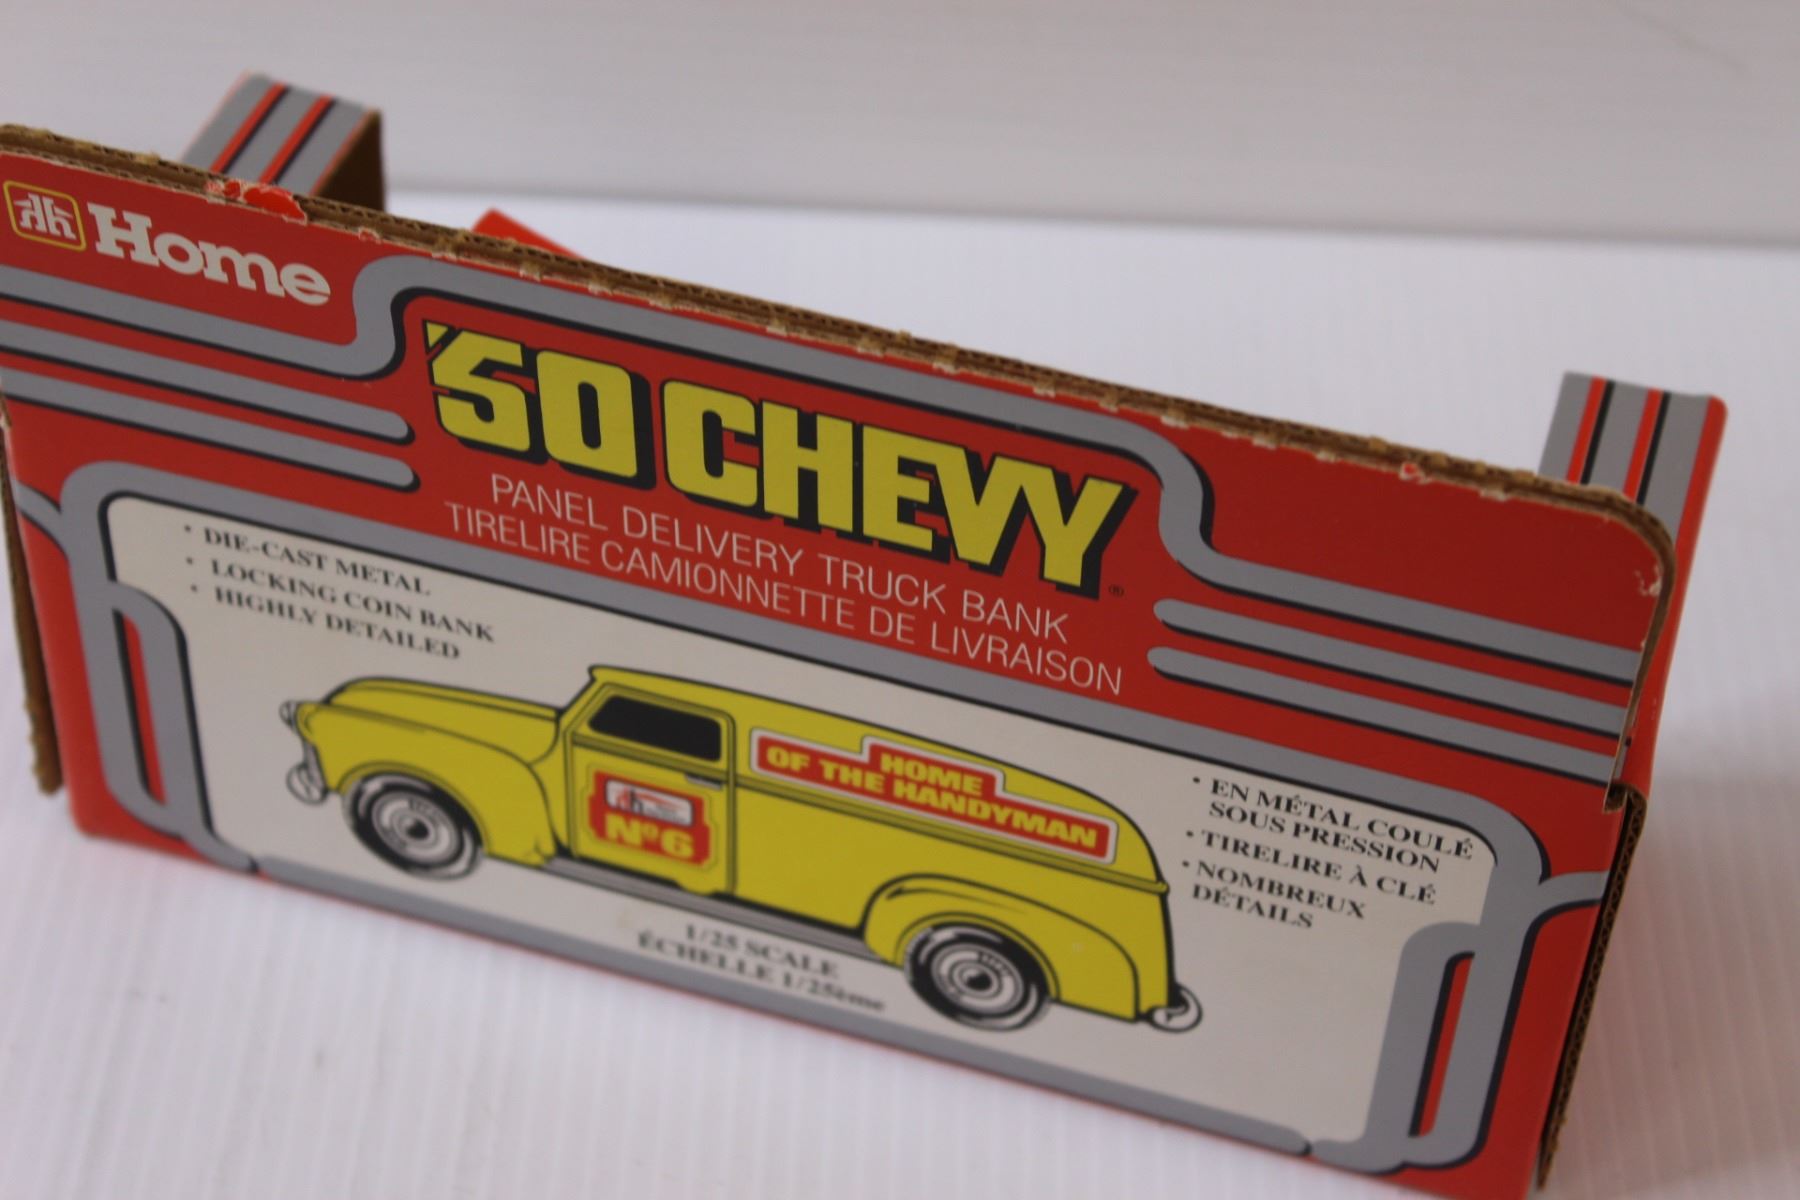 Home
'50 CHEVY®
PANEL DELIVERY TRUCK BANK
TIRELIRE CAMIONNETTE DE LIVRAISON
• DIE-CAST METAL
• LOCKING COIN BANK
• HIGHLY DETAILED
HOME
OF THE HANDYMAN
Nº6
• EN MÉTAL COULÉ
SOUS PRESSION
• TIRELIRE À CLÉ
• NOMBREUX
DÉTAILS
1/25 SCALE
ÉCHELLE 1/25ème